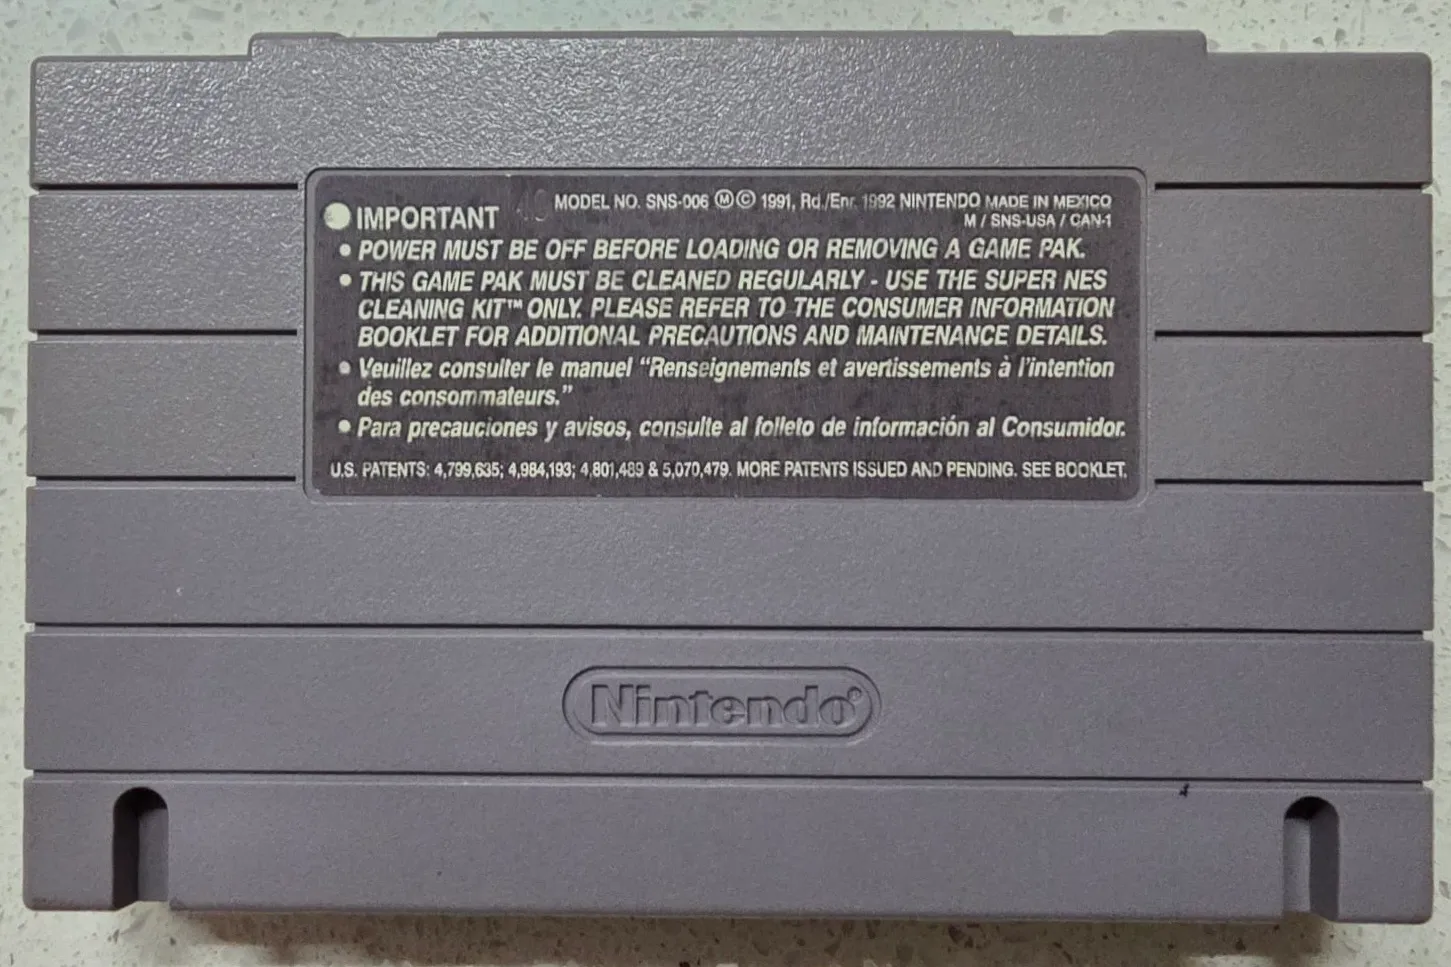 MODEL NO. SNS-006 ⓂⒸ 1991, Rd./Enr. 1992 NINTENDO MADE IN MEXICO
M / SNS-USA / CAN-1
IMPORTANT
• POWER MUST BE OFF BEFORE LOADING OR REMOVING A GAME PAK.
• THIS GAME PAK MUST BE CLEANED REGULARLY - USE THE SUPER NES
CLEANING KIT™ ONLY. PLEASE REFER TO THE CONSUMER INFORMATION
BOOKLET FOR ADDITIONAL PRECAUTIONS AND MAINTENANCE DETAILS.
• Veuillez consulter le manuel “Renseignements et avertissements à l’intention
des consommateurs.”
• Para precauciones y avisos, consulte al folleto de información al Consumidor.
U.S. PATENTS: 4,799,635; 4,984,193; 4,801,489 & 5,070,479. MORE PATENTS ISSUED AND PENDING. SEE BOOKLET.
Nintendo®